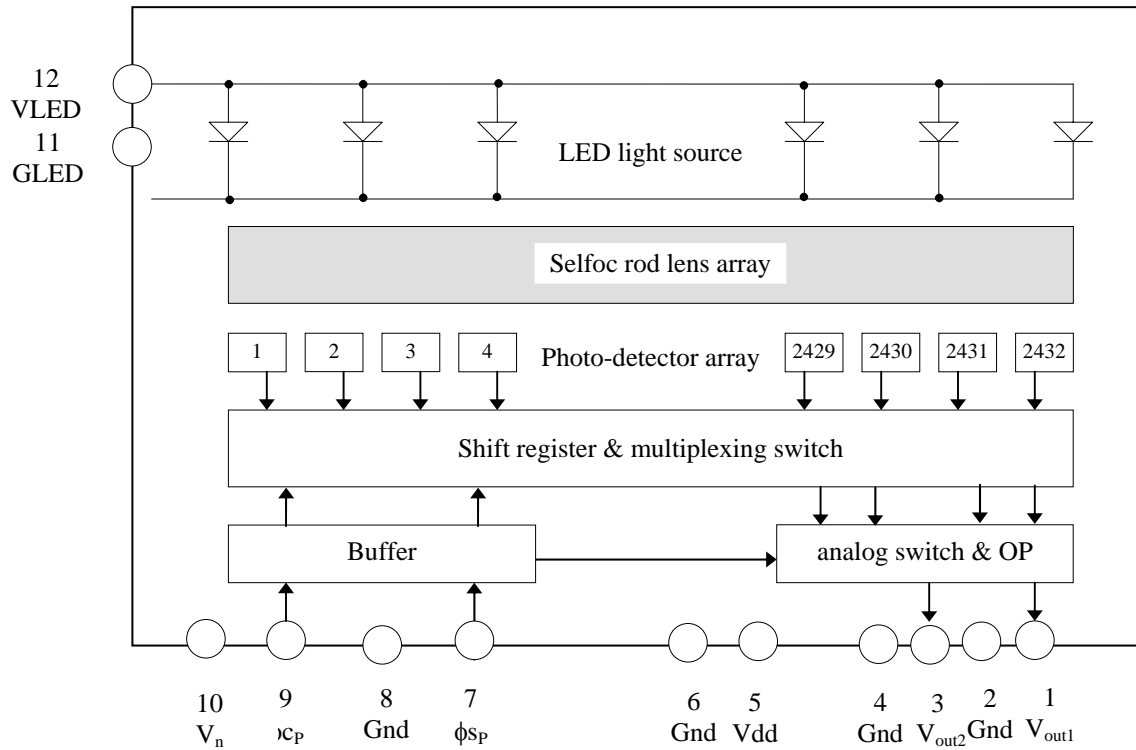 12
VLED
11
GLED
LED light source
Selfoc rod lens array
1 2 3 4 Photo-detector array 2429 2430 2431 2432
Shift register & multiplexing switch
Buffer
analog switch & OP
10 9 8 7 6 5 4 3 2 1
Vn Gnd ϕsP Gnd Vdd Gnd Vout2 Gnd Vout1